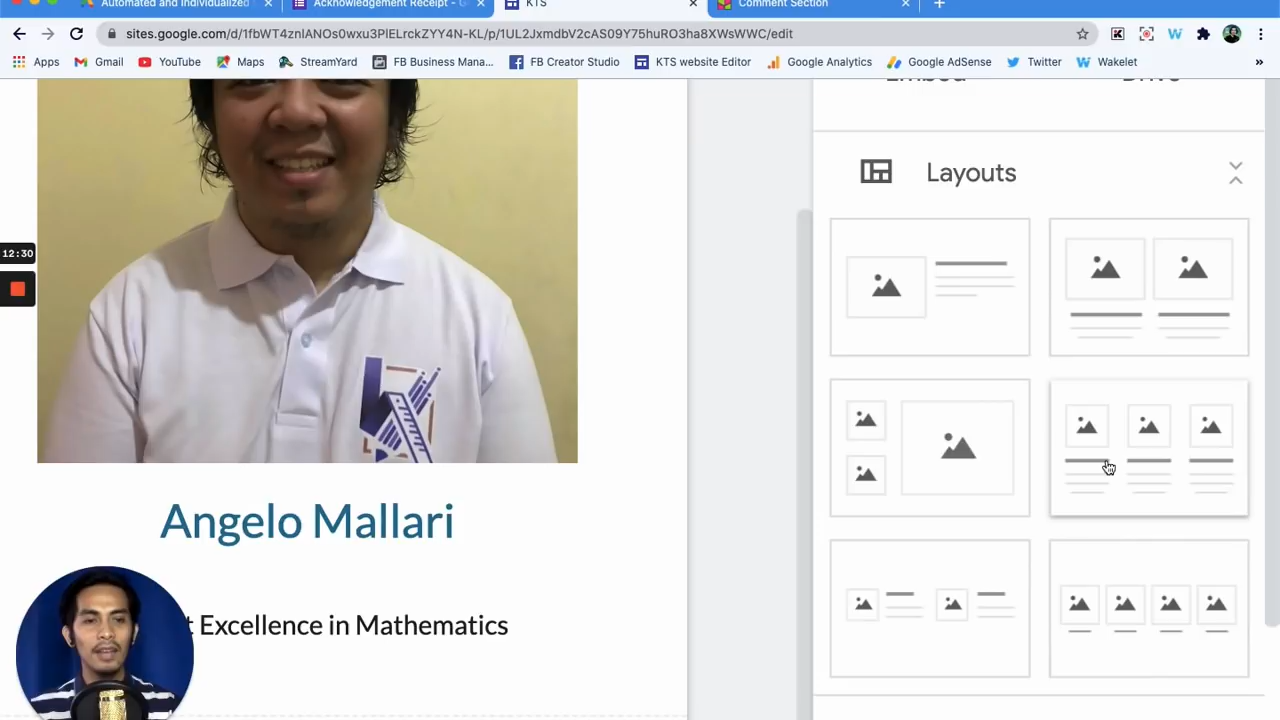 Automated and Individualized
Acknowledgement Receipt - G
KTS
Comment Section
sites.google.com/d/1fbWT4znlANOs0wxu3PlELrckZYY4N-KL/p/1UL2JxmdbV2cAS09Y75huRO3ha8XWsWWC/edit
Apps
Gmail
YouTube
Maps
StreamYard
FB Business Mana...
FB Creator Studio
KTS website Editor
Google Analytics
Google AdSense
Twitter
Wakelet
»
Embed
Drive
Layouts
12:30
Angelo Mallari
t Excellence in Mathematics